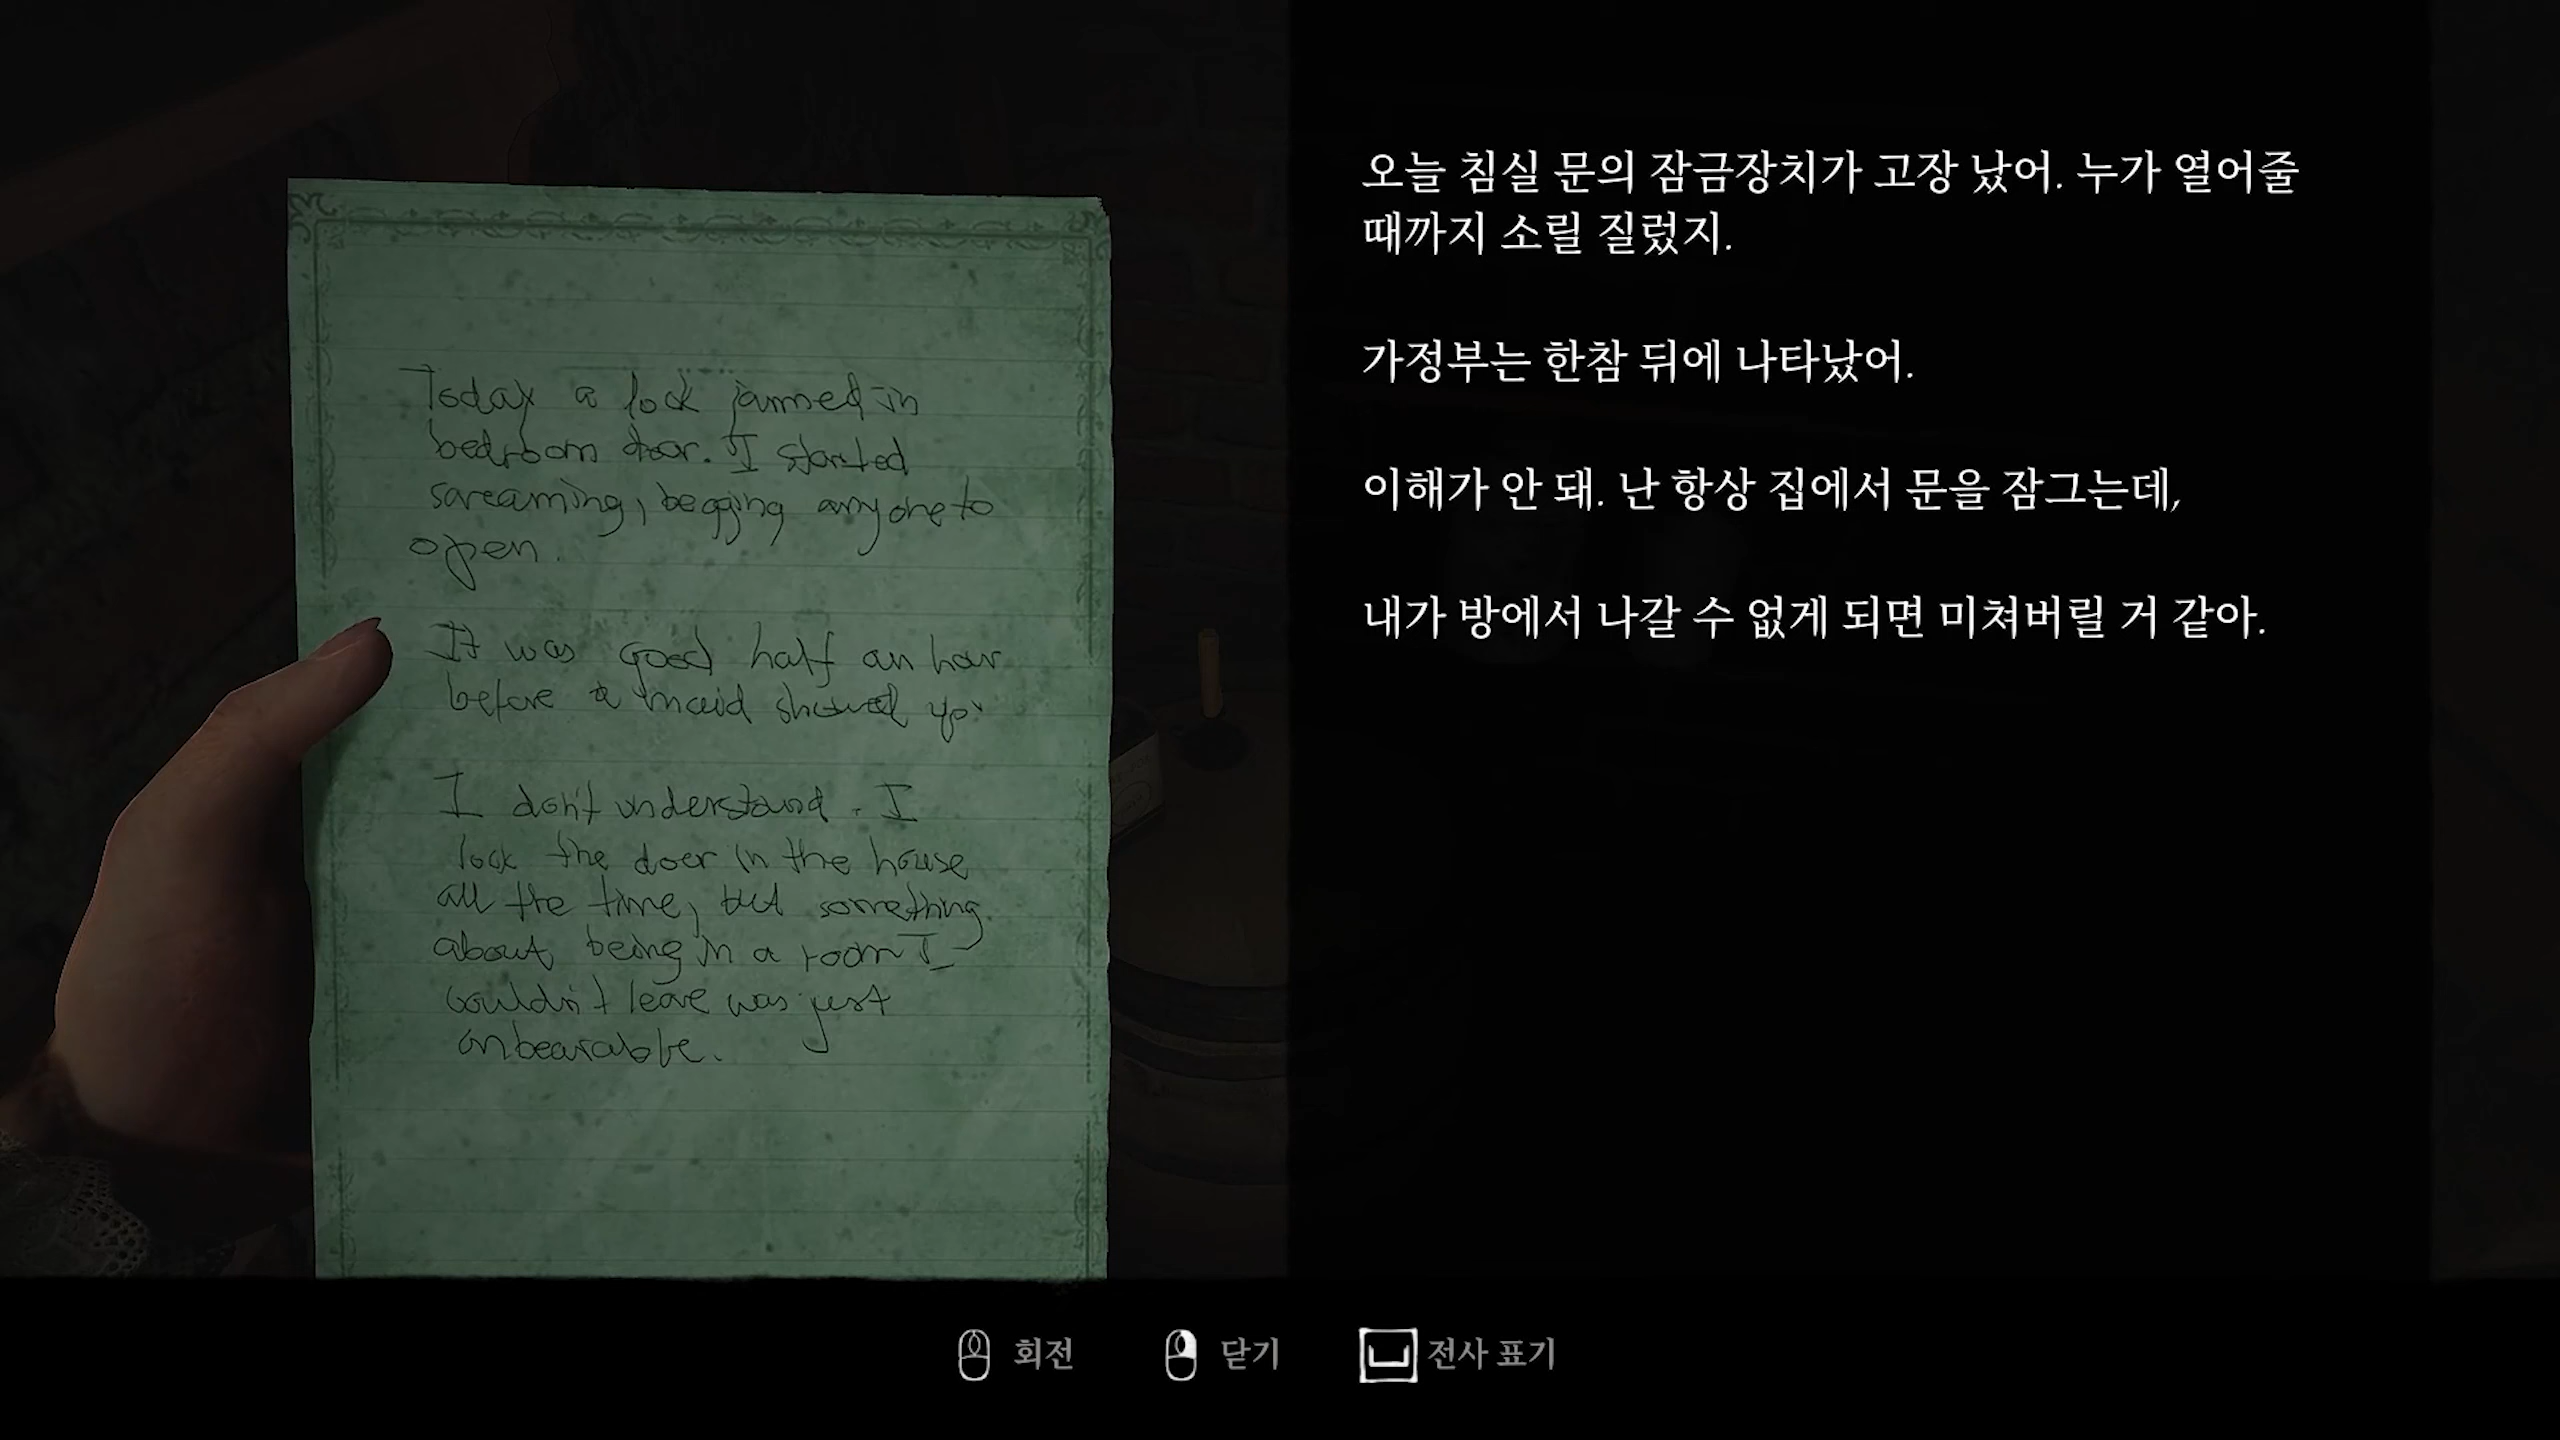 Today a lock jammed in
bedroom door. I started
screaming, begging anyone to
open.
It was good half an hour
before a maid showed up.
I don't understand. I
lock the door in the house
all the time, but something
about being in a room I
couldn't leave was just
unbearable.
오늘 침실 문의 잠금장치가 고장 났어. 누가 열어줄
때까지 소릴 질렀지.
가정부는 한참 뒤에 나타났어.
이해가 안 돼. 난 항상 집에서 문을 잠그는데,
내가 방에서 나갈 수 없게 되면 미쳐버릴 거 같아.
회전 닫기 전사 표기